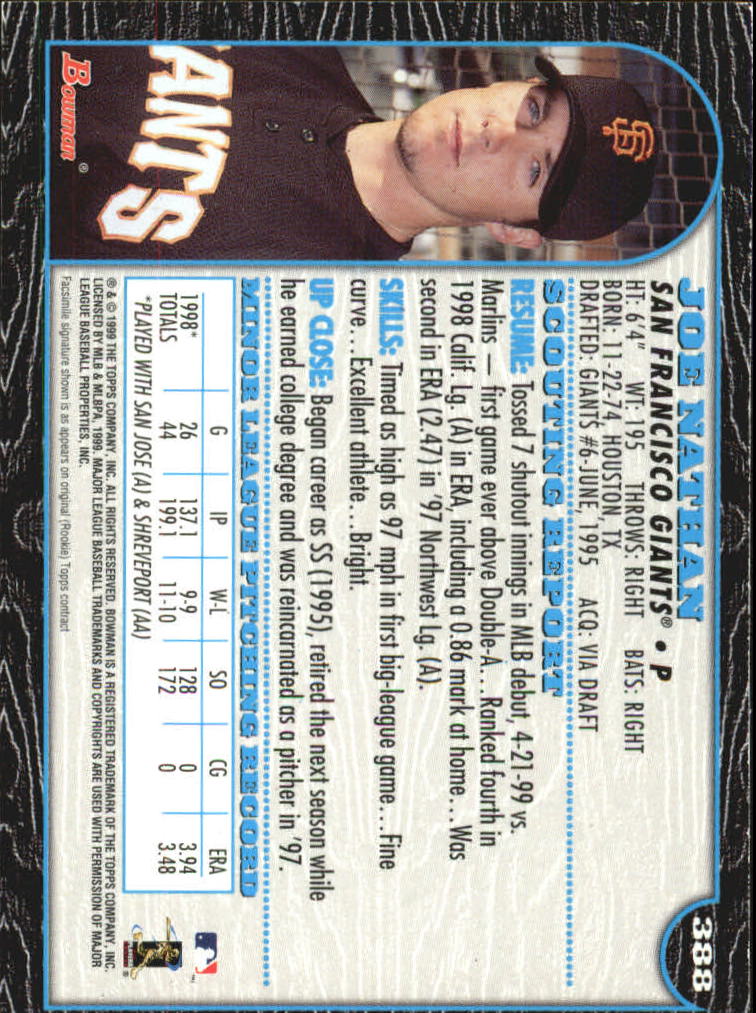 388
JOE NATHAN
SAN FRANCISCO GIANTS® • P
HT: 6'4" WT: 195 THROWS: RIGHT BATS: RIGHT
BORN: 11-22-74 HOUSTON TX
DRAFTED: GIANTS #6-JUNE, 1995 ACQ: VIA DRAFT
SCOUTING REPORT
RESUME: Tossed 7 shutout innings in MLB debut, 4-21-99 vs.
Marlins — first game ever above Double-A...Ranked fourth in
1998 Calif. Lg. (A) in ERA, including a 0.86 mark at home...Was
second in ERA (2.47) in '97 Northwest Lg. (A).
SKILLS: Timed as high as 97 mph in first big-league game...Fine
curve...Excellent athlete...Bright.
UP CLOSE: Began career as SS (1995), retired the next season while
he earned college degree and was reincarnated as a pitcher in '97.
MINOR LEAGUE PITCHING RECORD
G IP W-L SO CG ERA
1998* 26 137.1 9-9 128 0 3.94
TOTALS 44 199.1 11-10 172 0 3.48
*PLAYED WITH SAN JOSE (A) & SHREVEPORT (AA)
® & © 1999 THE TOPPS COMPANY, INC. ALL RIGHTS RESERVED. BOWMAN IS A REGISTERED TRADEMARK OF THE TOPPS COMPANY, INC.
LICENSED BY MLB & MLBPA, 1999. MAJOR LEAGUE BASEBALL TRADEMARKS AND COPYRIGHTS ARE USED WITH PERMISSION OF MAJOR
LEAGUE BASEBALL PROPERTIES, INC.
Facsimile signature shown is as appears on original (Rookie) Topps contract
SF
ANTS
Bowman®